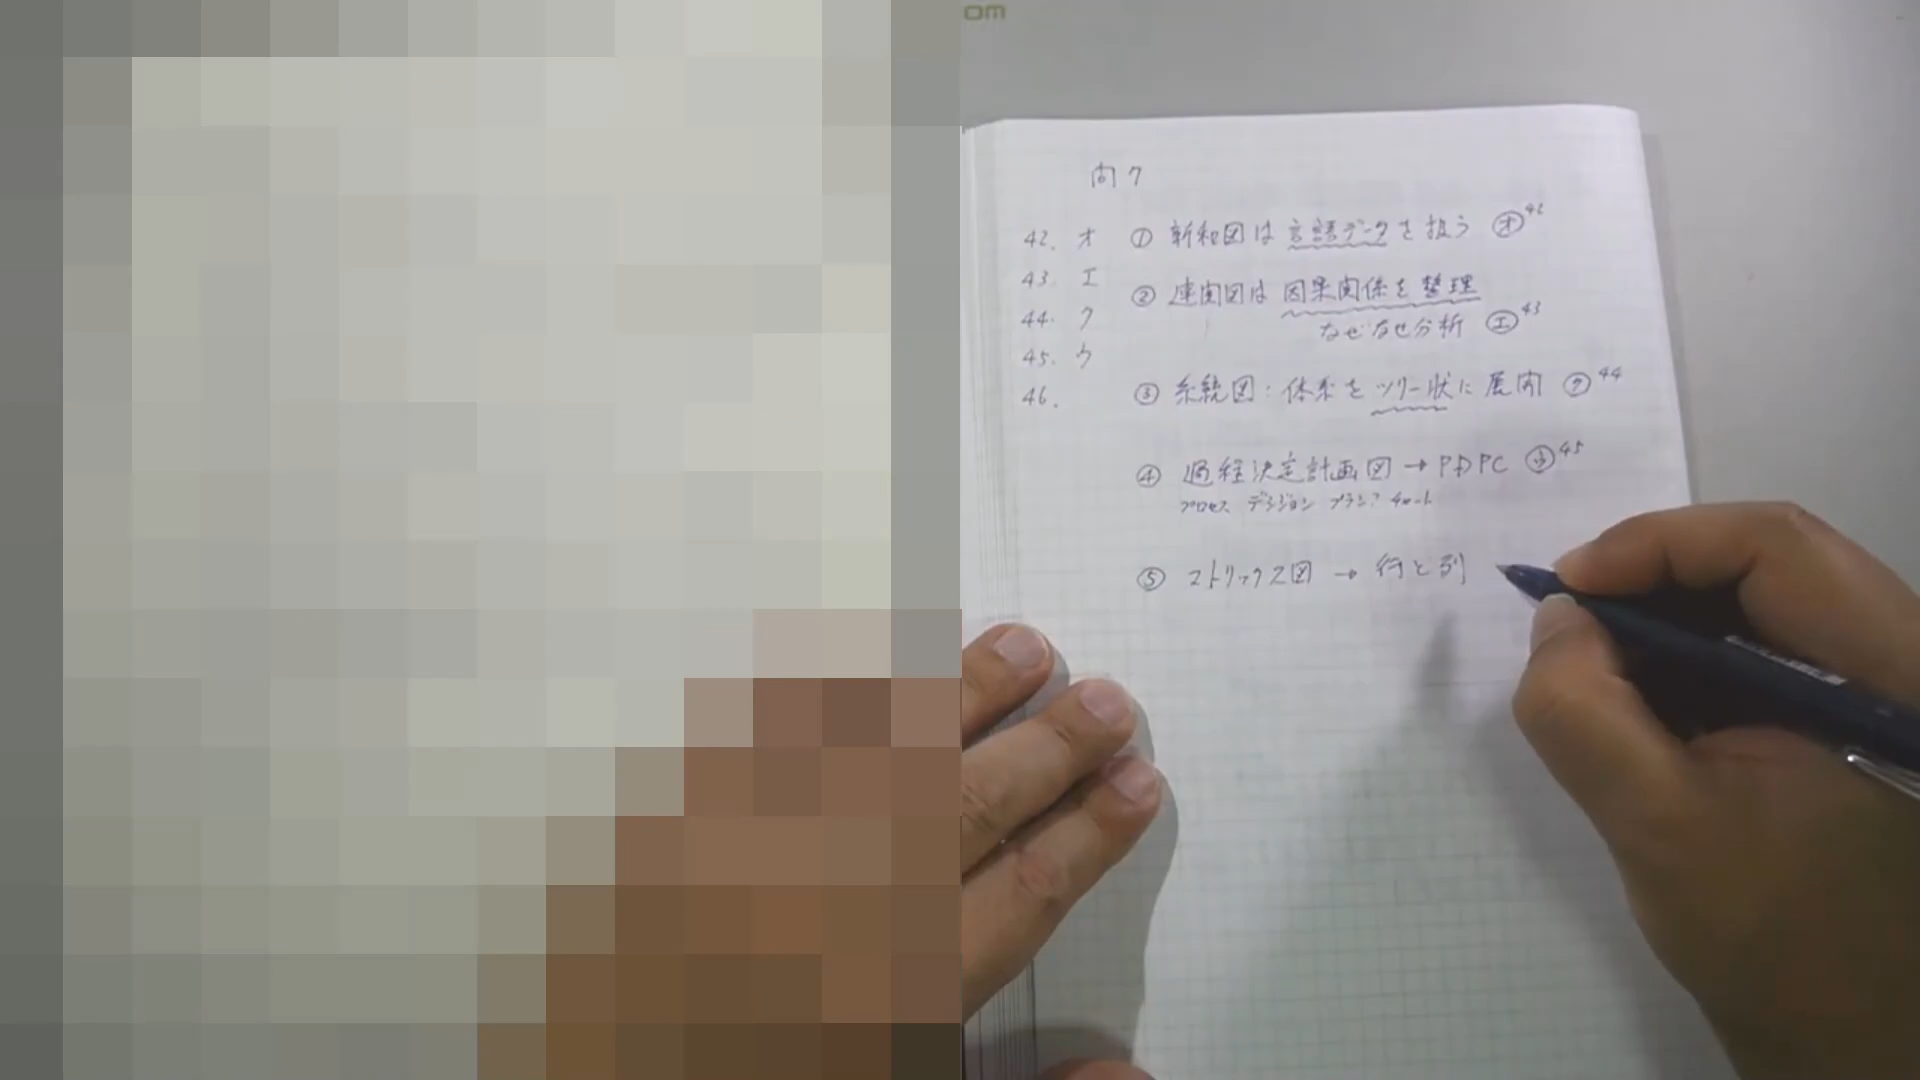 om
問7
42. オ
43. エ
44. ク
45. ウ
46.
① 新和図は 言語データを扱う オ 42
② 連関図は 因果関係を整理
なぜなぜ分析 エ 43
③ 系統図:体系をツリー状に展開 ク 44
④ 過程決定計画図→PDPC ウ 45
プロセス デシジョン プラン? チャート
⑤ マトリックス図 → 行と列